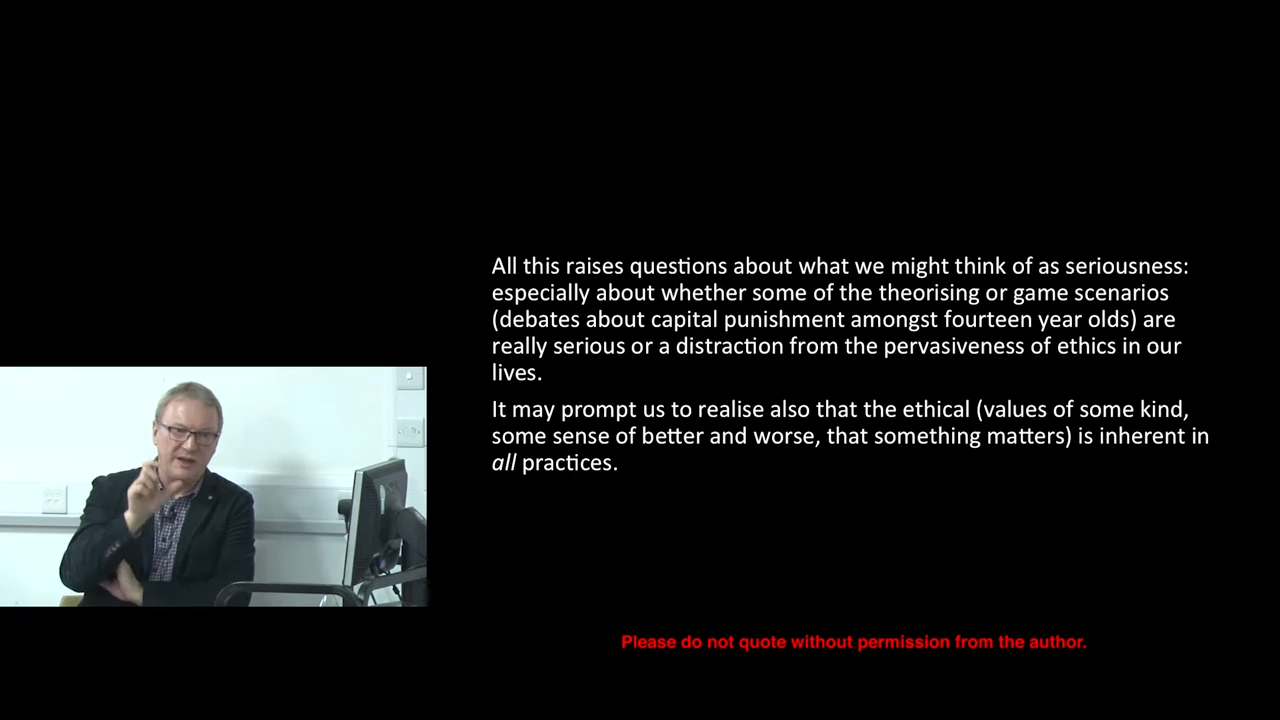 All this raises questions about what we might think of as seriousness:
especially about whether some of the theorising or game scenarios
(debates about capital punishment amongst fourteen year olds) are
really serious or a distraction from the pervasiveness of ethics in our
lives.
It may prompt us to realise also that the ethical (values of some kind,
some sense of better and worse, that something matters) is inherent in
all practices.
Please do not quote without permission from the author.